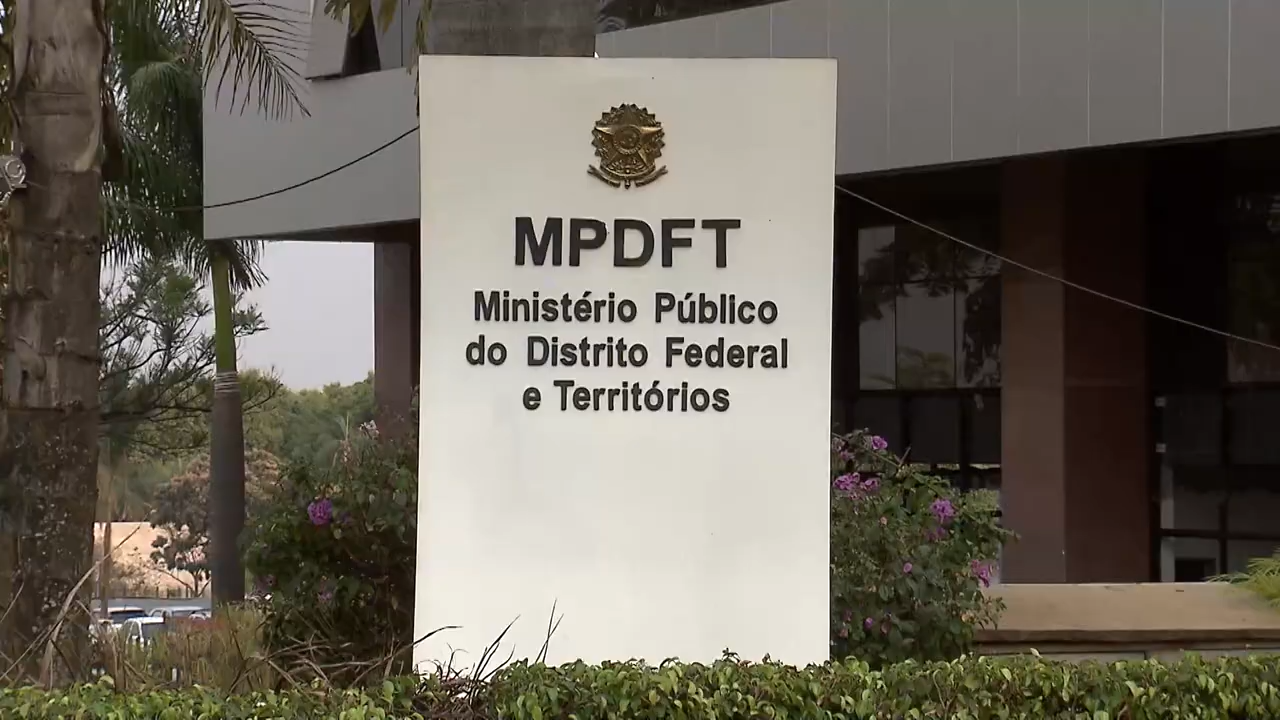 MPDFT
Ministério Público
do Distrito Federal
e Territórios